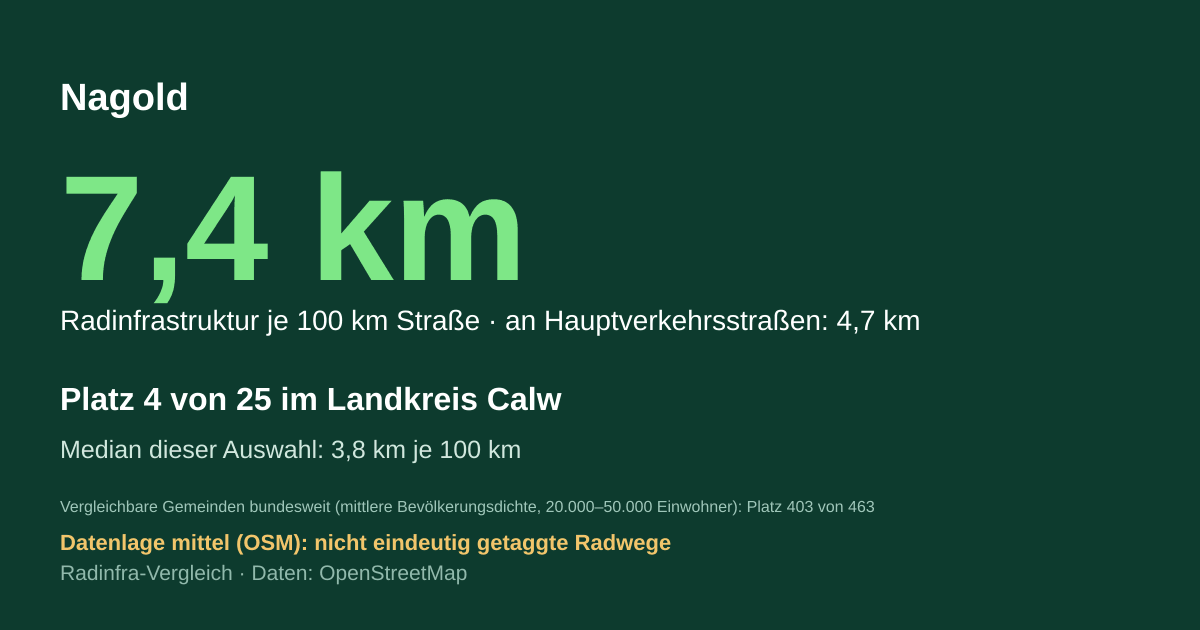 Nagold
7,4 km
Radinfrastruktur je 100 km Straße · an Hauptverkehrsstraßen: 4,7 km
Platz 4 von 25 im Landkreis Calw
Median dieser Auswahl: 3,8 km je 100 km
Vergleichbare Gemeinden bundesweit (mittlere Bevölkerungsdichte, 20.000–50.000 Einwohner): Platz 403 von 463
Datenlage mittel (OSM): nicht eindeutig getaggte Radwege
Radinfra-Vergleich · Daten: OpenStreetMap